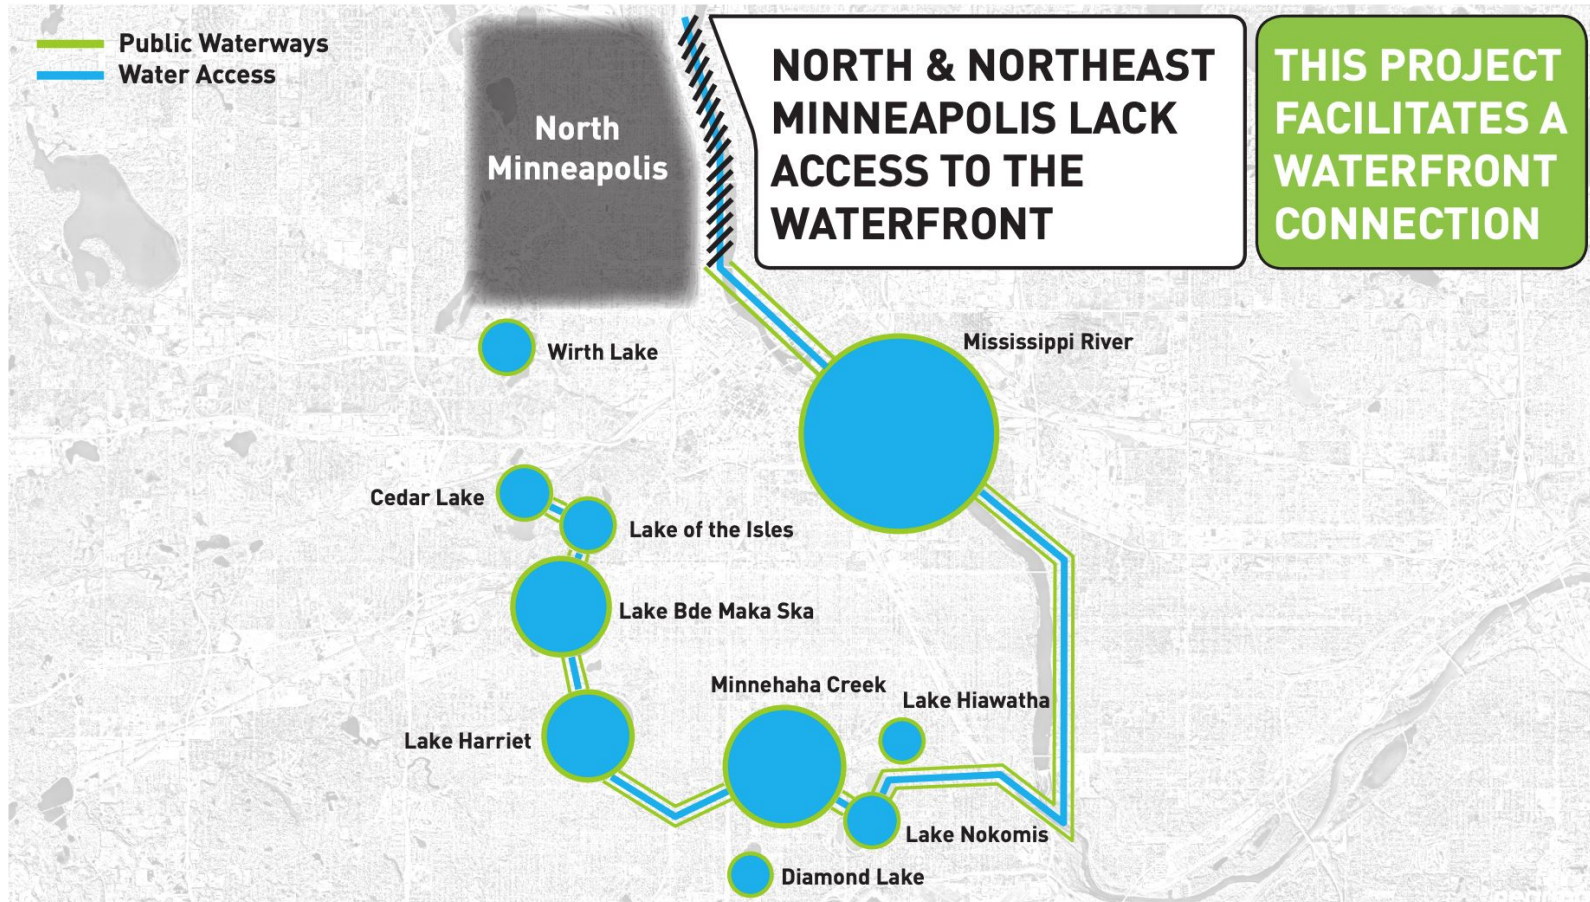 Public Waterways
Water Access
North
Minneapolis
NORTH & NORTHEAST
MINNEAPOLIS LACK
ACCESS TO THE
WATERFRONT
THIS PROJECT
FACILITATES A
WATERFRONT
CONNECTION
Mississippi River
Wirth Lake
Cedar Lake
Lake of the Isles
Lake Bde Maka Ska
Minnehaha Creek
Lake Hiawatha
Lake Harriet
Lake Nokomis
Diamond Lake